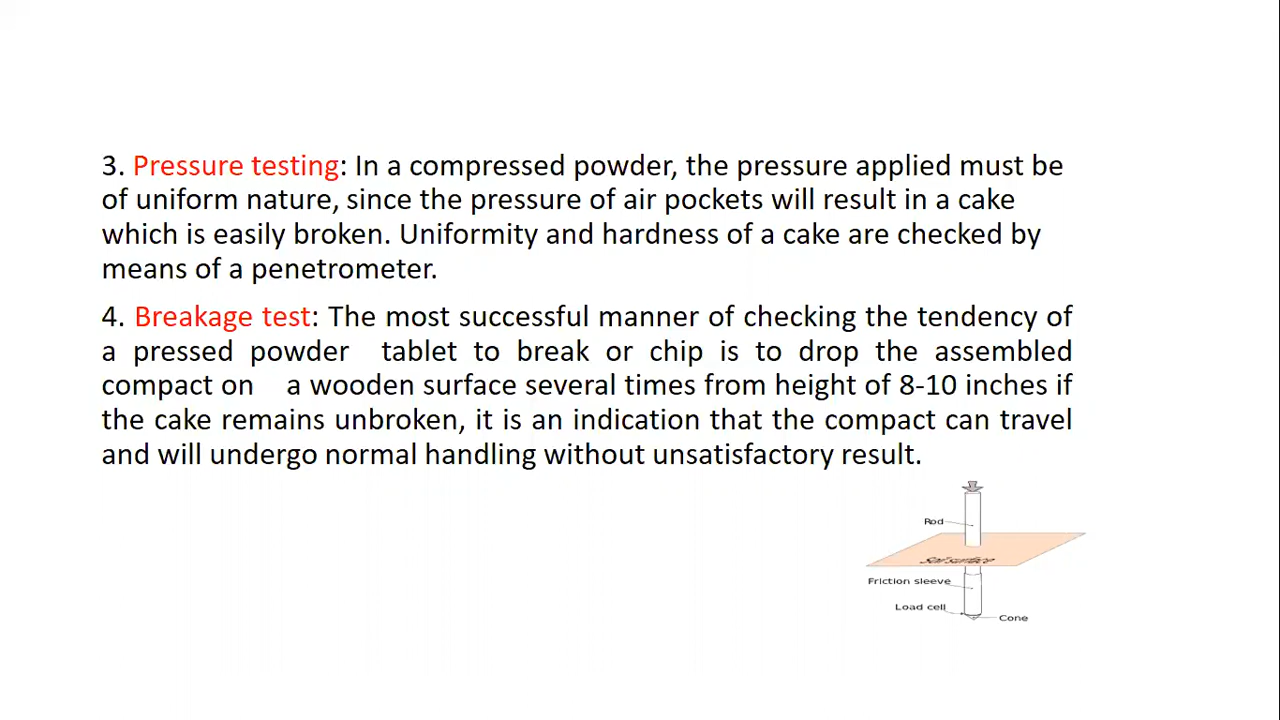 3. Pressure testing: In a compressed powder, the pressure applied must be
of uniform nature, since the pressure of air pockets will result in a cake
which is easily broken. Uniformity and hardness of a cake are checked by
means of a penetrometer.
4. Breakage test: The most successful manner of checking the tendency of
a pressed powder tablet to break or chip is to drop the assembled
compact on a wooden surface several times from height of 8-10 inches if
the cake remains unbroken, it is an indication that the compact can travel
and will undergo normal handling without unsatisfactory result.
Rod
Soil surface
Friction sleeve
Load cell
Cone